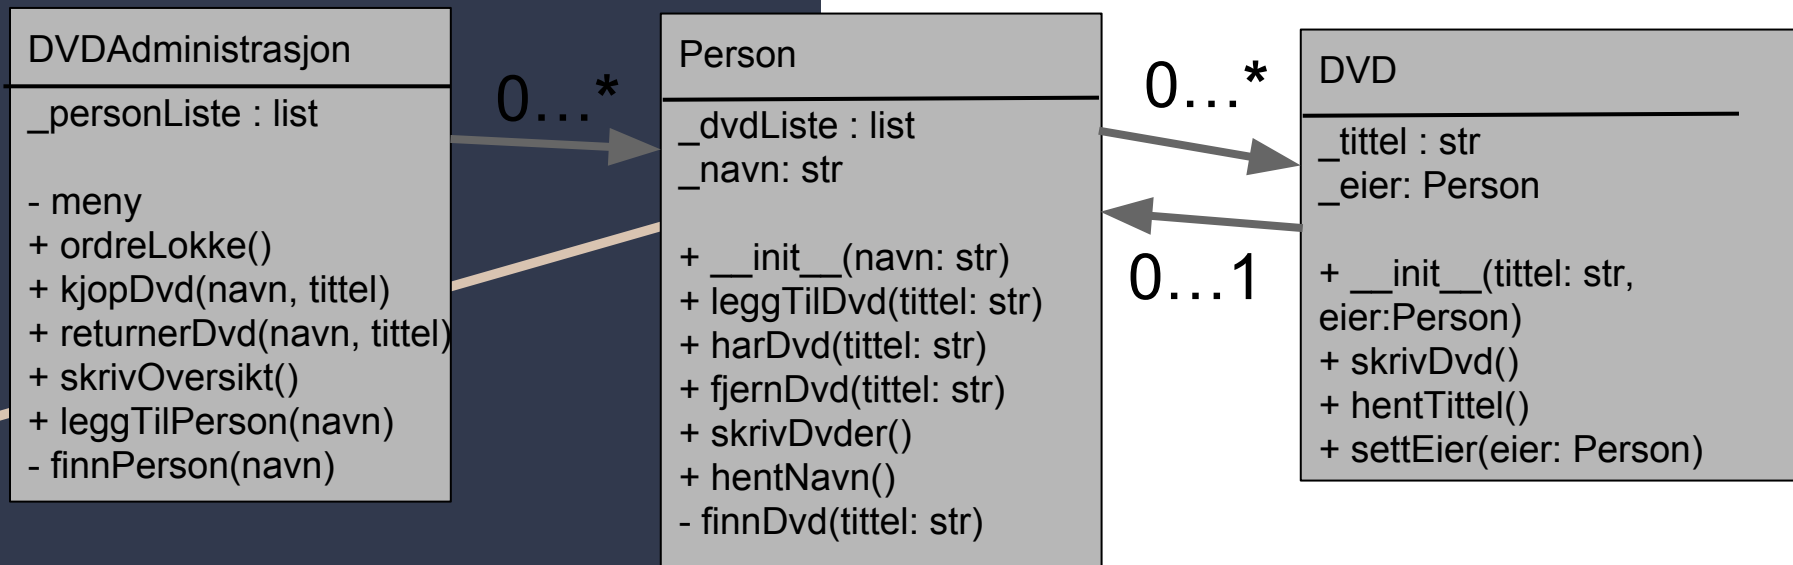 DVDAdministrasjon
_personListe : list
- meny
+ ordreLokke()
+ kjopDvd(navn, tittel)
+ returnerDvd(navn, tittel)
+ skrivOversikt()
+ leggTilPerson(navn)
- finnPerson(navn)
0...*
Person
_dvdListe : list
_navn: str
+ __init__(navn: str)
+ leggTilDvd(tittel: str)
+ harDvd(tittel: str)
+ fjernDvd(tittel: str)
+ skrivDvder()
+ hentNavn()
- finnDvd(tittel: str)
0...*
0...1
DVD
_tittel : str
_eier: Person
+ __init__(tittel: str,
eier:Person)
+ skrivDvd()
+ hentTittel()
+ settEier(eier: Person)